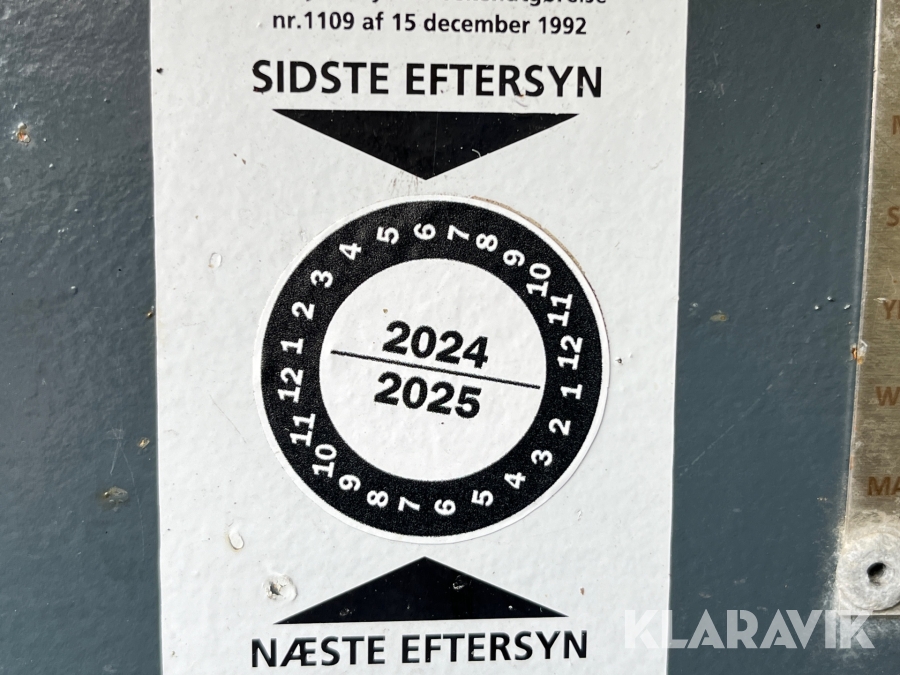 nr.1109 af 15 december 1992
SIDSTE EFTERSYN
1 2 3 4 5 6 7 8 9 10 11 12
2024
2025
1 2 3 4 5 6 7 8 9 10 11 12
NÆSTE EFTERSYN
KLARAVIK